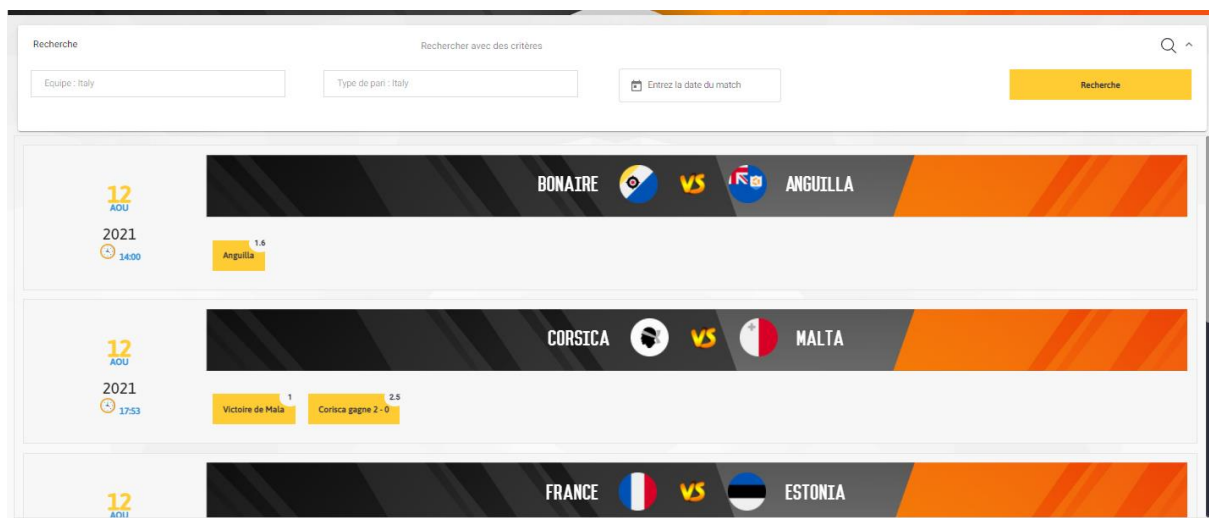 Recherche Rechercher avec des critères
Equipe : Italy Type de pari : Italy Entrez la date du match Recherche
BONAIRE VS ANGUILLA
12
AOU
2021
14:00
1.6
Anguilla
CORSICA VS MALTA
12
AOU
2021
17:53
1
Victoire de Mala
2.5
Corisca gagne 2 - 0
FRANCE VS ESTONIA
12
AOU